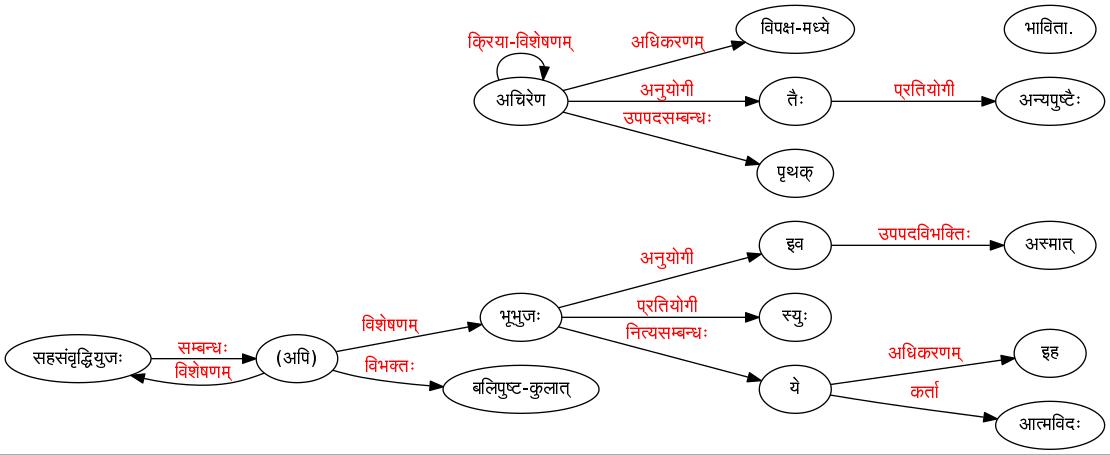 विपक्ष-मध्ये
भाविता.
क्रिया-विशेषणम्
अधिकरणम्
अचिरेण
अनुयोगी
तैः
प्रतियोगी
अन्यपुष्टैः
उपपदसम्बन्धः
पृथक्
इव
उपपदविभक्तिः
अस्मात्
अनुयोगी
विशेषणम्
भूभुजः
प्रतियोगी
स्युः
नित्यसम्बन्धः
सहसंवृद्धियुजः
सम्बन्धः
विशेषणम्
(अपि)
विभक्तः
बलिपुष्ट-कुलात्
ये
अधिकरणम्
इह
कर्ता
आत्मविदः